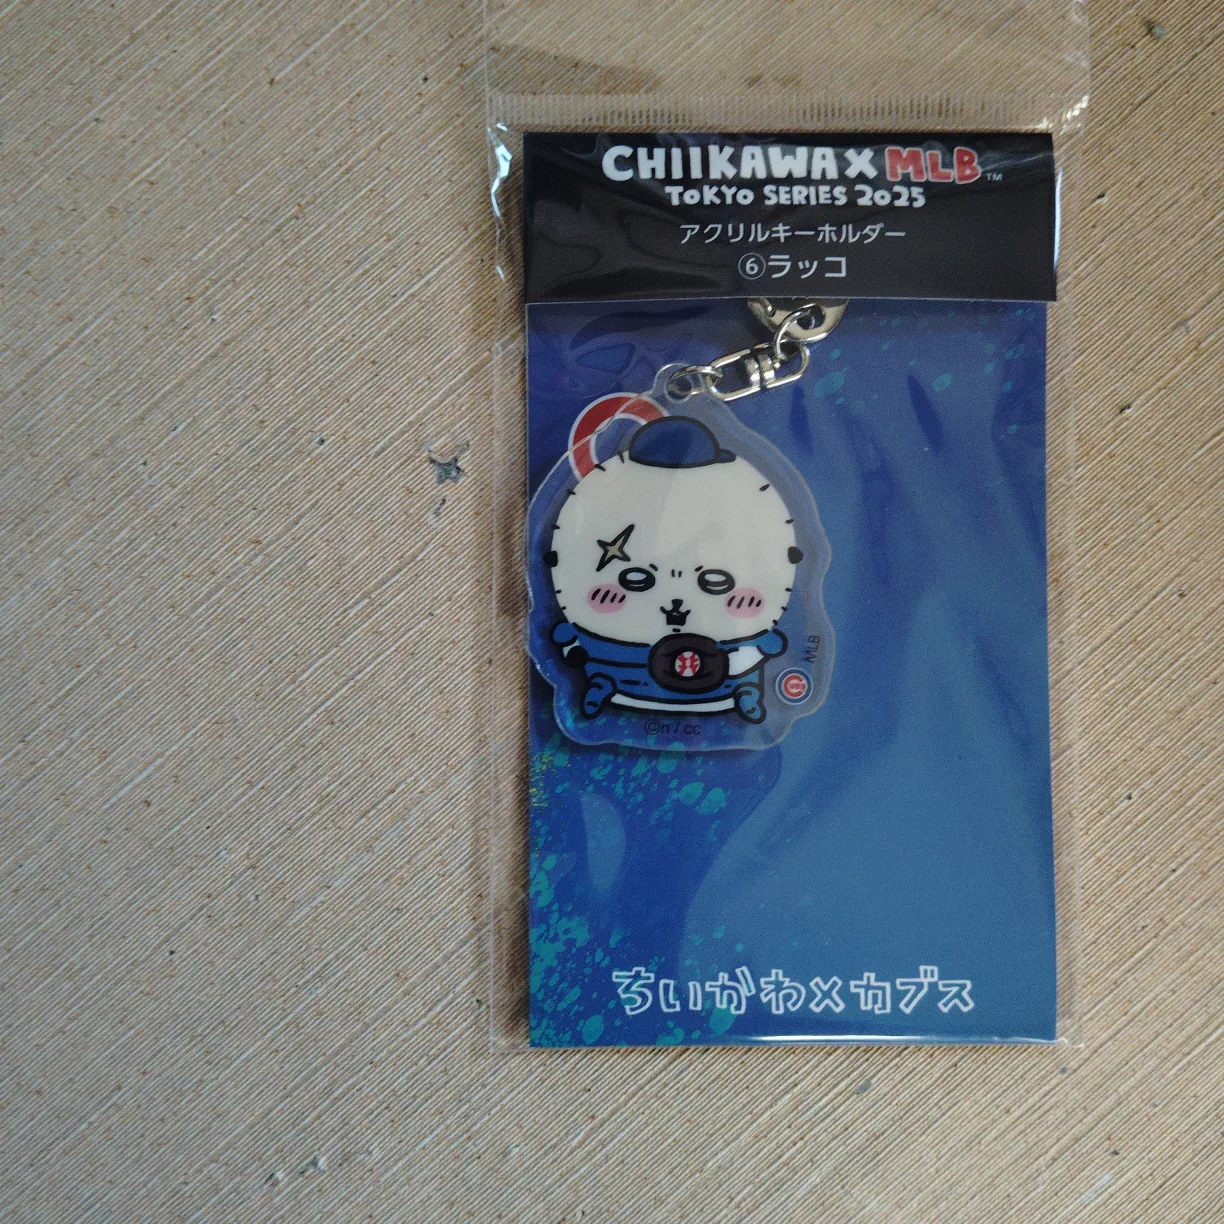 CHIIKAWA X MLB™
TOKYO SERIES 2025
アクリルキーホルダー
⑥ラッコ
MLB
CUBS
©n / cc
ちいかわ×カブス